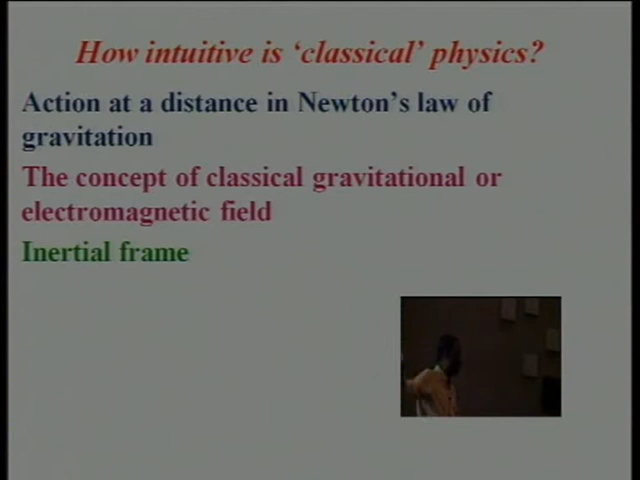 How intuitive is ‘classical’ physics?
Action at a distance in Newton’s law of
gravitation
The concept of classical gravitational or
electromagnetic field
Inertial frame